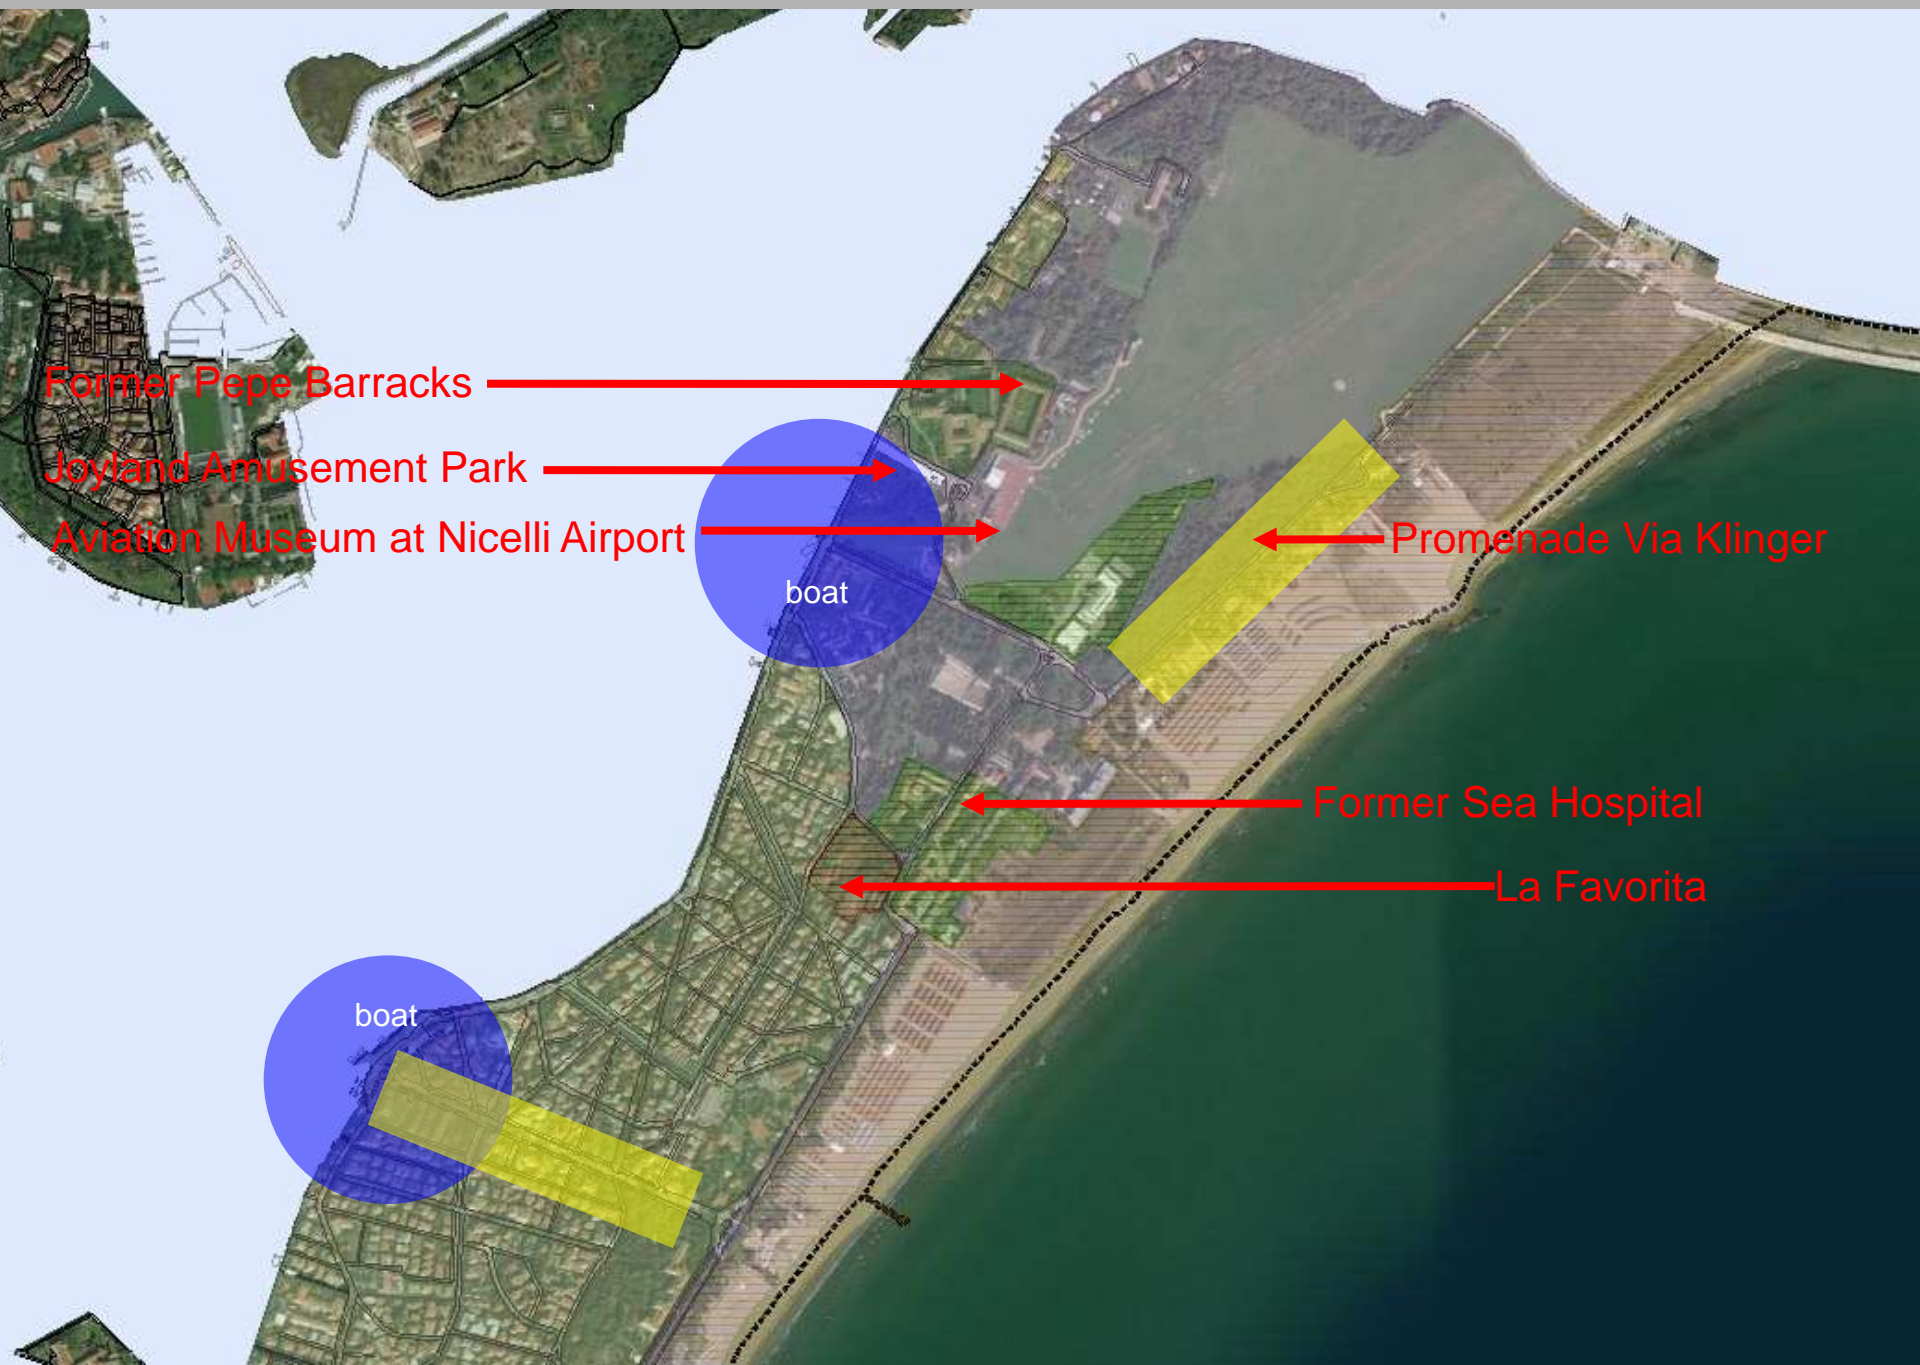 Former Pepe Barracks
Joyland Amusement Park
Aviation Museum at Nicelli Airport
Promenade Via Klinger
boat
Former Sea Hospital
La Favorita
boat